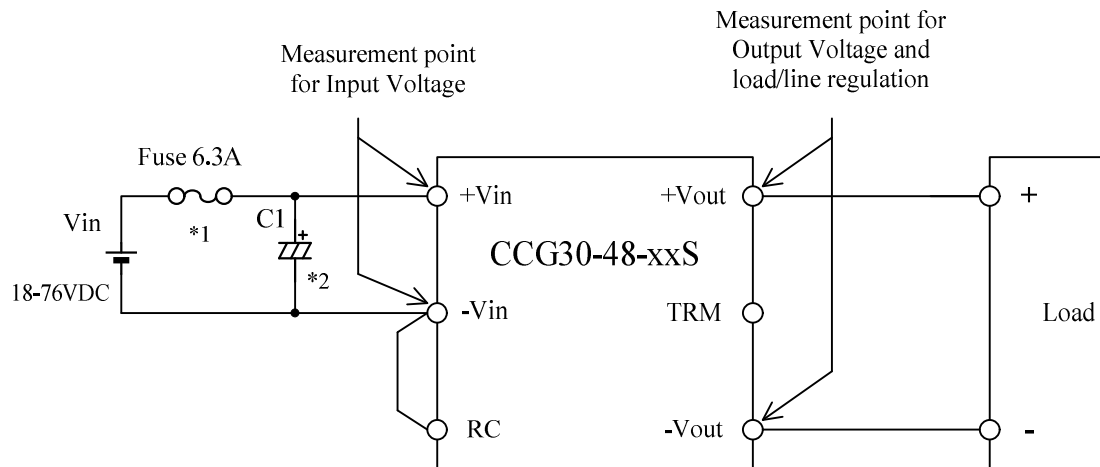 Measurement point
for Input Voltage
Measurement point for
Output Voltage and
load/line regulation
Fuse 6.3A
*1
Vin
18-76VDC
C1
+
*2
+Vin
-Vin
RC
CCG30-48-xxS
+Vout
TRM
-Vout
+
Load
-